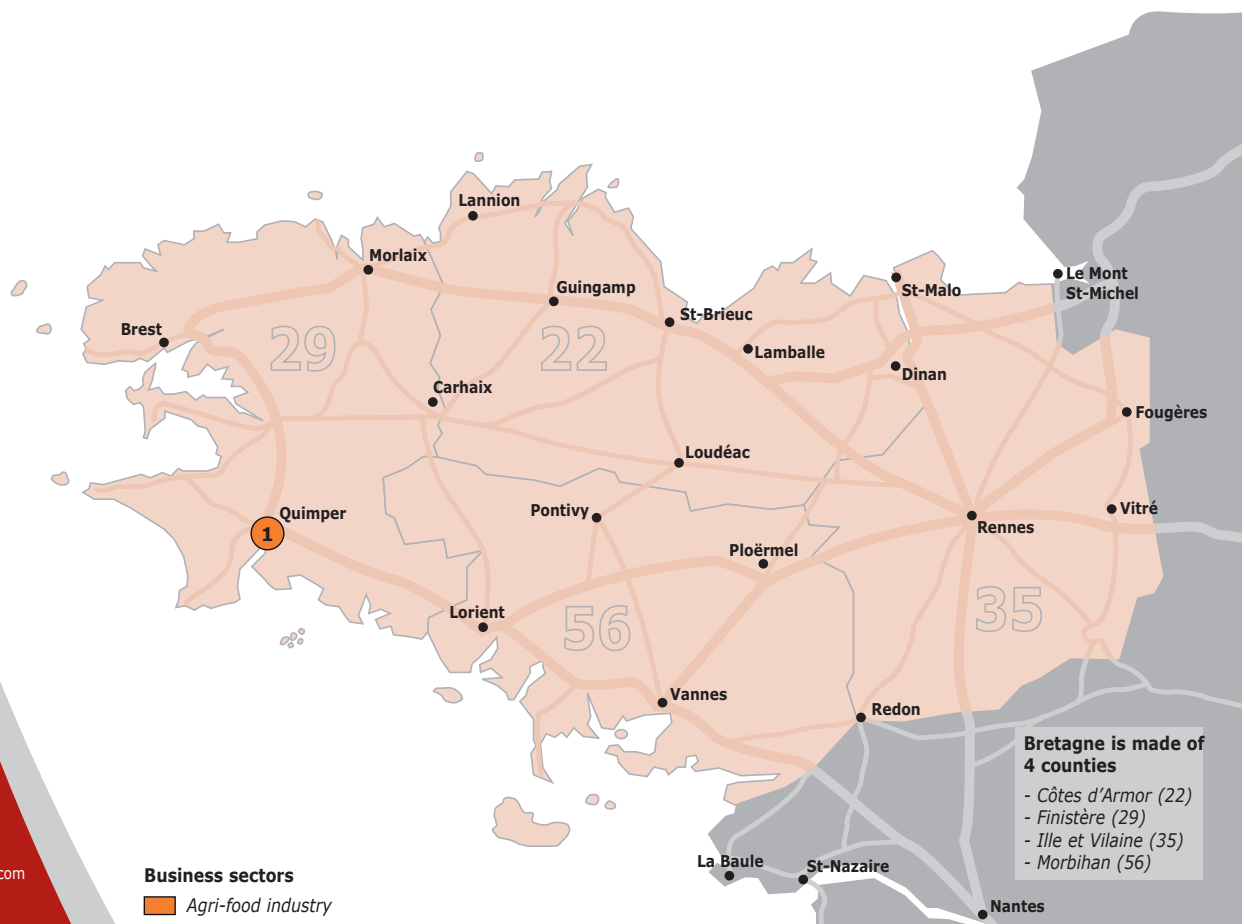 Lannion
Morlaix
Guingamp
St-Brieuc
Brest
29
22
Lamballe
St-Malo
Le Mont
St-Michel
Dinan
Carhaix
Fougères
Loudéac
Quimper
1
Pontivy
Ploërmel
Rennes
Vitré
Lorient
56
35
Vannes
Redon
Bretagne is made of
4 counties
- Côtes d'Armor (22)
- Finistère (29)
- Ille et Vilaine (35)
- Morbihan (56)
La Baule
St-Nazaire
Nantes
com
Business sectors
Agri-food industry